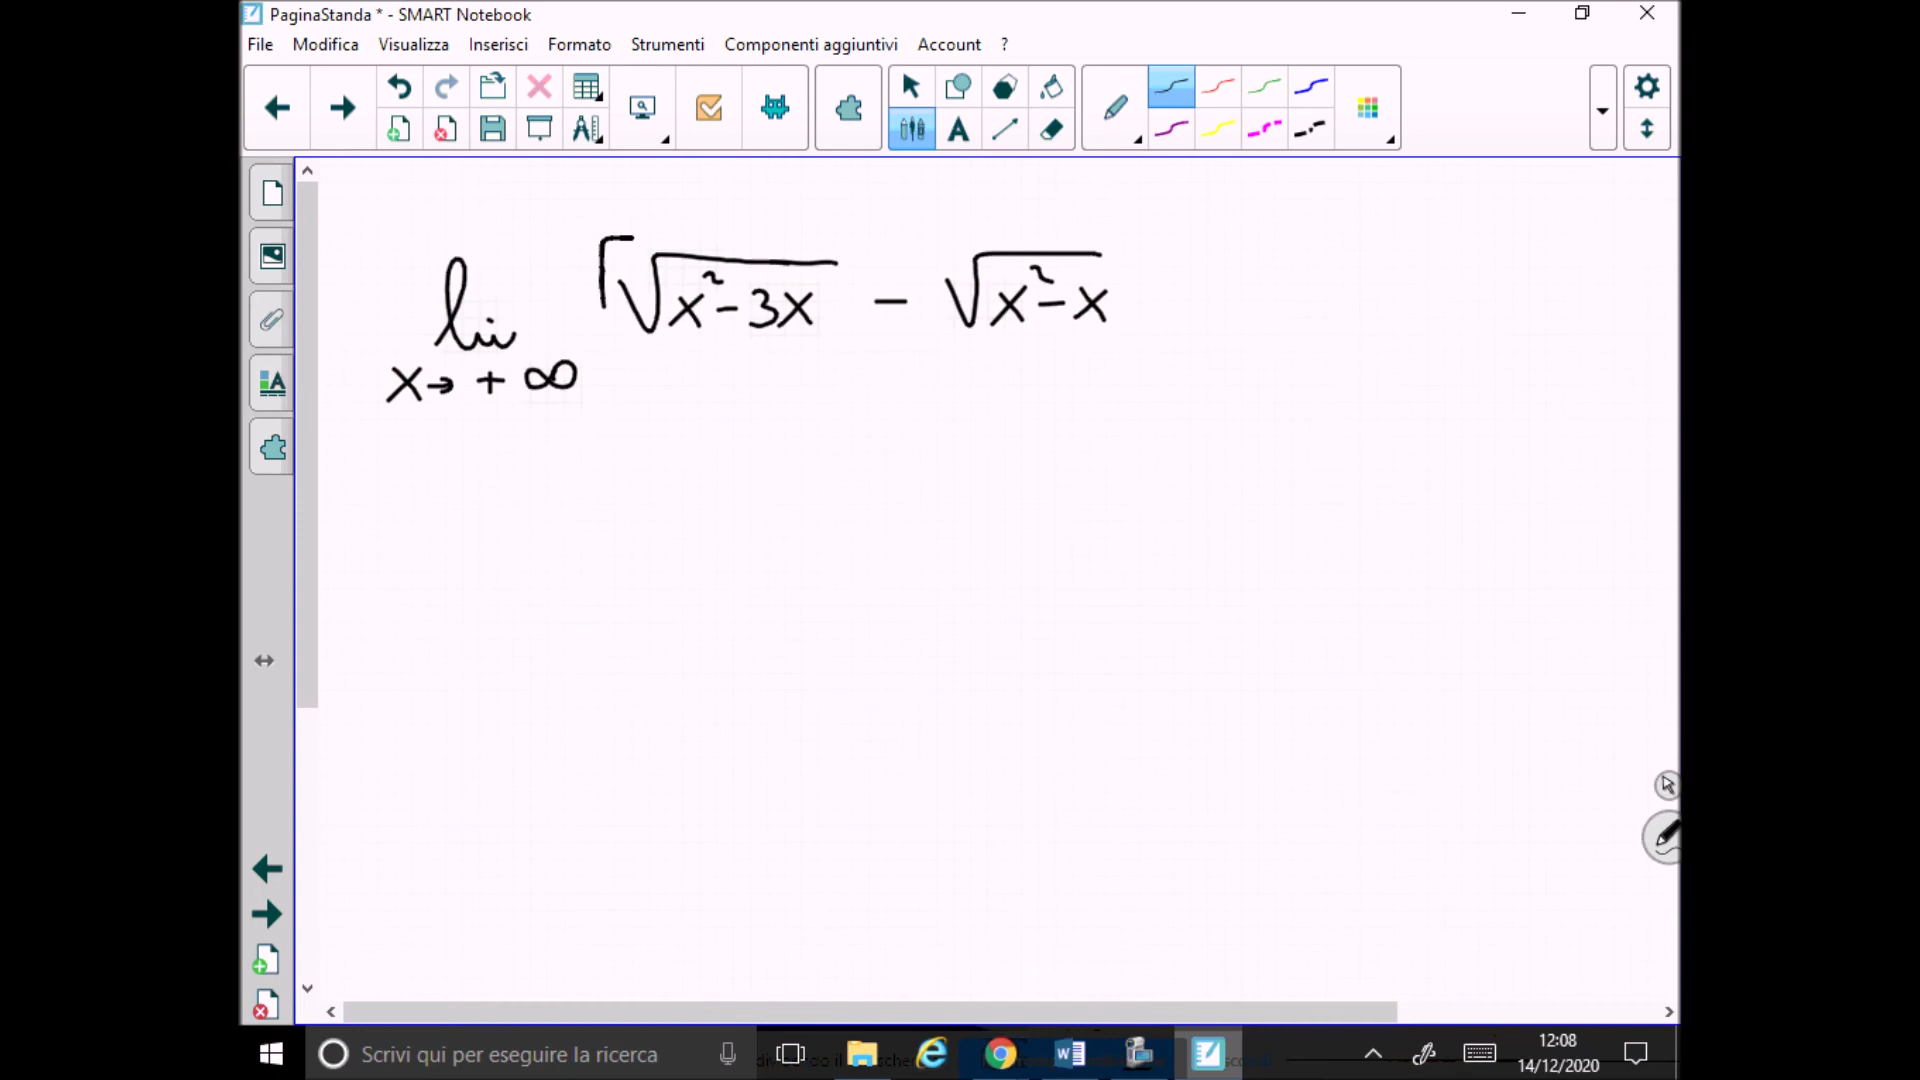 PaginaStanda * - SMART Notebook
File Modifica Visualizza Inserisci Formato Strumenti Componenti aggiuntivi Account ?
lim [√(x²-3x) - √(x²-x)
x→+∞
Scrivi qui per eseguire la ricerca
12:08
14/12/2020